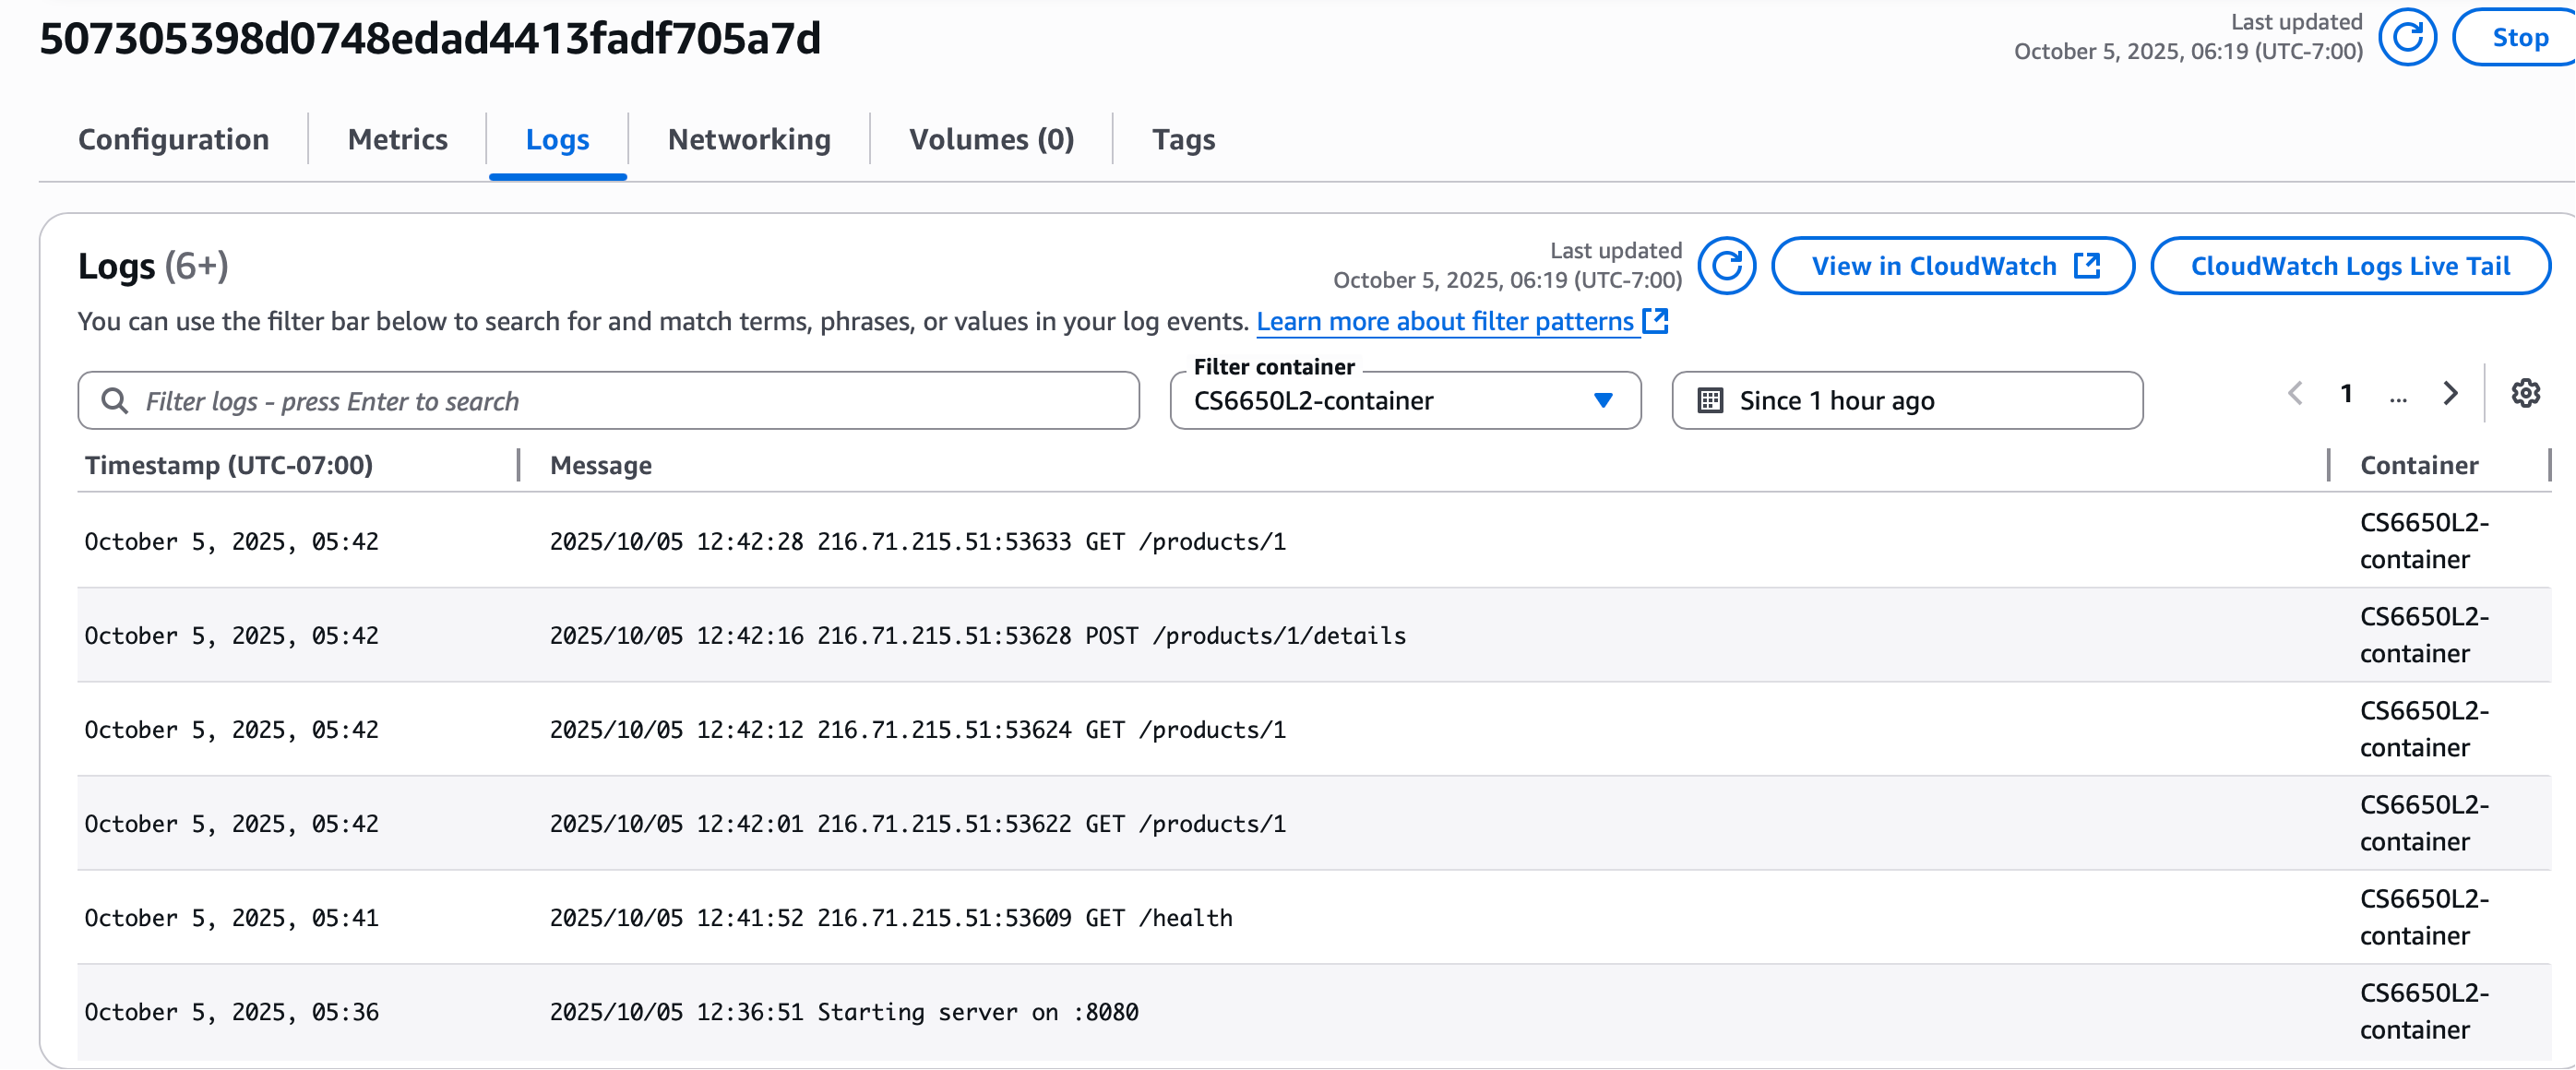 507305398d0748edad4413fadf705a7d
Last updated
October 5, 2025, 06:19 (UTC-7:00)
Stop
Configuration
Metrics
Logs
Networking
Volumes (0)
Tags
Logs (6+)
Last updated
October 5, 2025, 06:19 (UTC-7:00)
View in CloudWatch
CloudWatch Logs Live Tail
You can use the filter bar below to search for and match terms, phrases, or values in your log events. Learn more about filter patterns
Filter logs - press Enter to search
Filter container
CS6650L2-container
Since 1 hour ago
1 ...
Timestamp (UTC-07:00) Message Container
October 5, 2025, 05:42 2025/10/05 12:42:28 216.71.215.51:53633 GET /products/1 CS6650L2-
container
October 5, 2025, 05:42 2025/10/05 12:42:16 216.71.215.51:53628 POST /products/1/details CS6650L2-
container
October 5, 2025, 05:42 2025/10/05 12:42:12 216.71.215.51:53624 GET /products/1 CS6650L2-
container
October 5, 2025, 05:42 2025/10/05 12:42:01 216.71.215.51:53622 GET /products/1 CS6650L2-
container
October 5, 2025, 05:41 2025/10/05 12:41:52 216.71.215.51:53609 GET /health CS6650L2-
container
October 5, 2025, 05:36 2025/10/05 12:36:51 Starting server on :8080 CS6650L2-
container